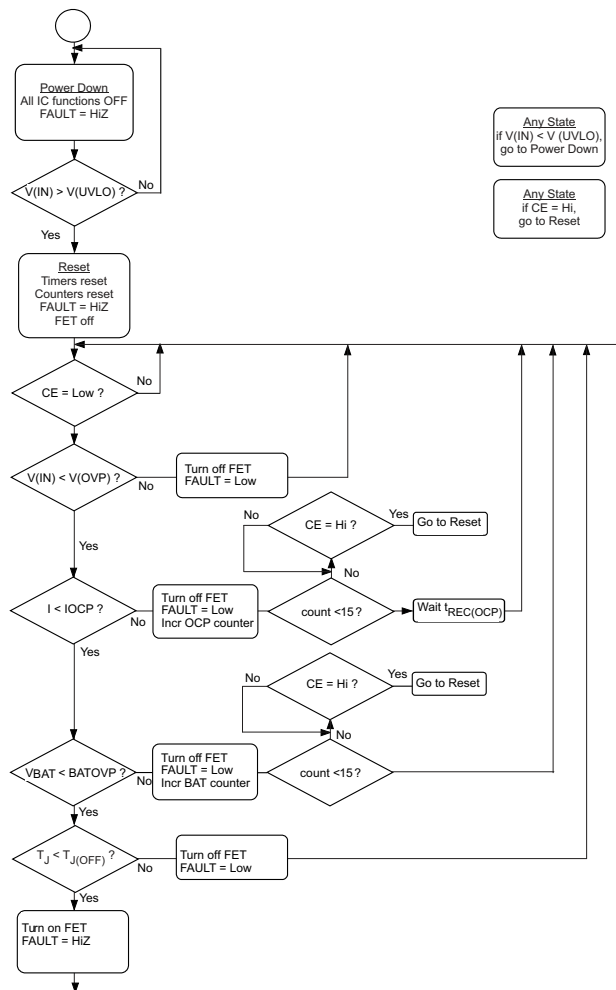 Power Down
All IC functions OFF
FAULT = HiZ
Any State
if V(IN) < V (UVLO),
go to Power Down
V(IN) > V(UVLO) ?
No
Any State
if CE = Hi,
go to Reset
Yes
Reset
Timers reset
Counters reset
FAULT = HiZ
FET off
CE = Low ?
No
V(IN) < V(OVP) ?
No
Turn off FET
FAULT = Low
Yes
No
CE = Hi ?
Yes
Go to Reset
No
I < IOCP ?
No
Turn off FET
FAULT = Low
Incr OCP counter
count <15 ?
Wait tREC(OCP)
Yes
No
CE = Hi ?
Yes
Go to Reset
No
VBAT < BATOVP ?
No
Turn off FET
FAULT = Low
Incr BAT counter
count <15 ?
Yes
TJ < TJ(OFF) ?
No
Turn off FET
FAULT = Low
Yes
Turn on FET
FAULT = HiZ